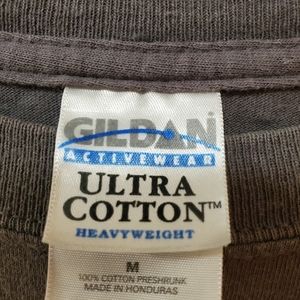 GILDAN
ACTIVEWEAR
ULTRA
COTTON™
HEAVYWEIGHT
M
100% COTTON PRESHRUNK
MADE IN HONDURAS